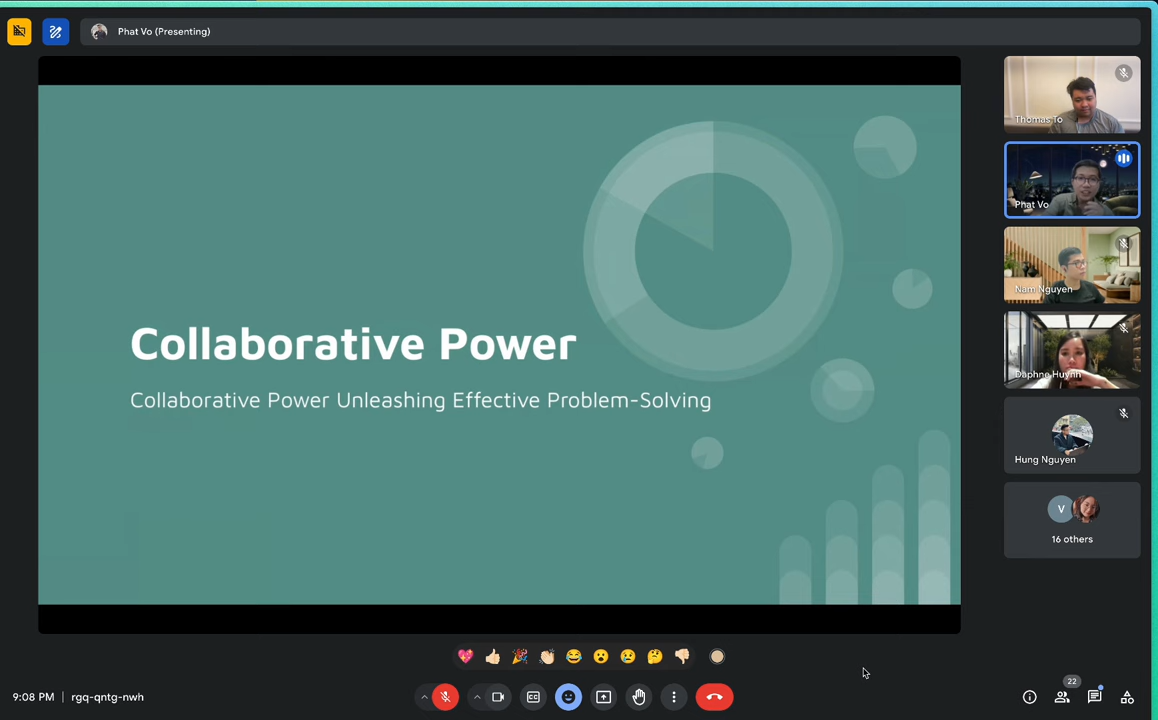 Phat Vo (Presenting)
Collaborative Power
Collaborative Power Unleashing Effective Problem-Solving
Thomas To
Phat Vo
Nam Nguyen
Daphne Huynh
Hung Nguyen
V
16 others
9:08 PM | rgq-qntg-nwh
22